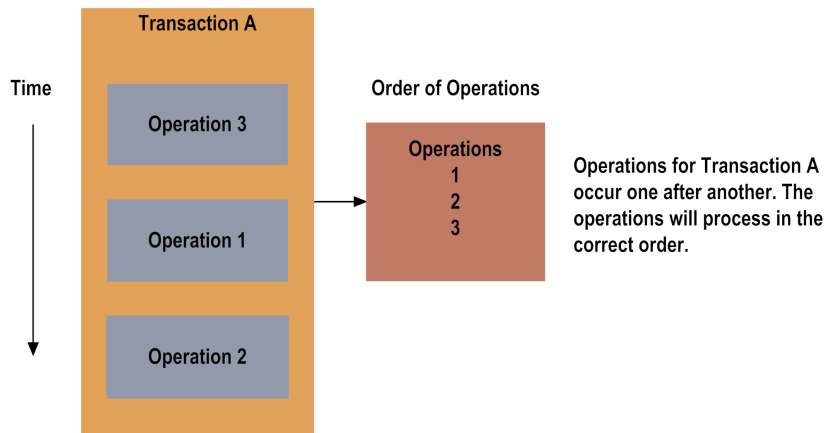 Transaction A
Time
Order of Operations
Operation 3
Operations
1
2
3
Operations for Transaction A
occur one after another. The
operations will process in the
correct order.
Operation 1
Operation 2